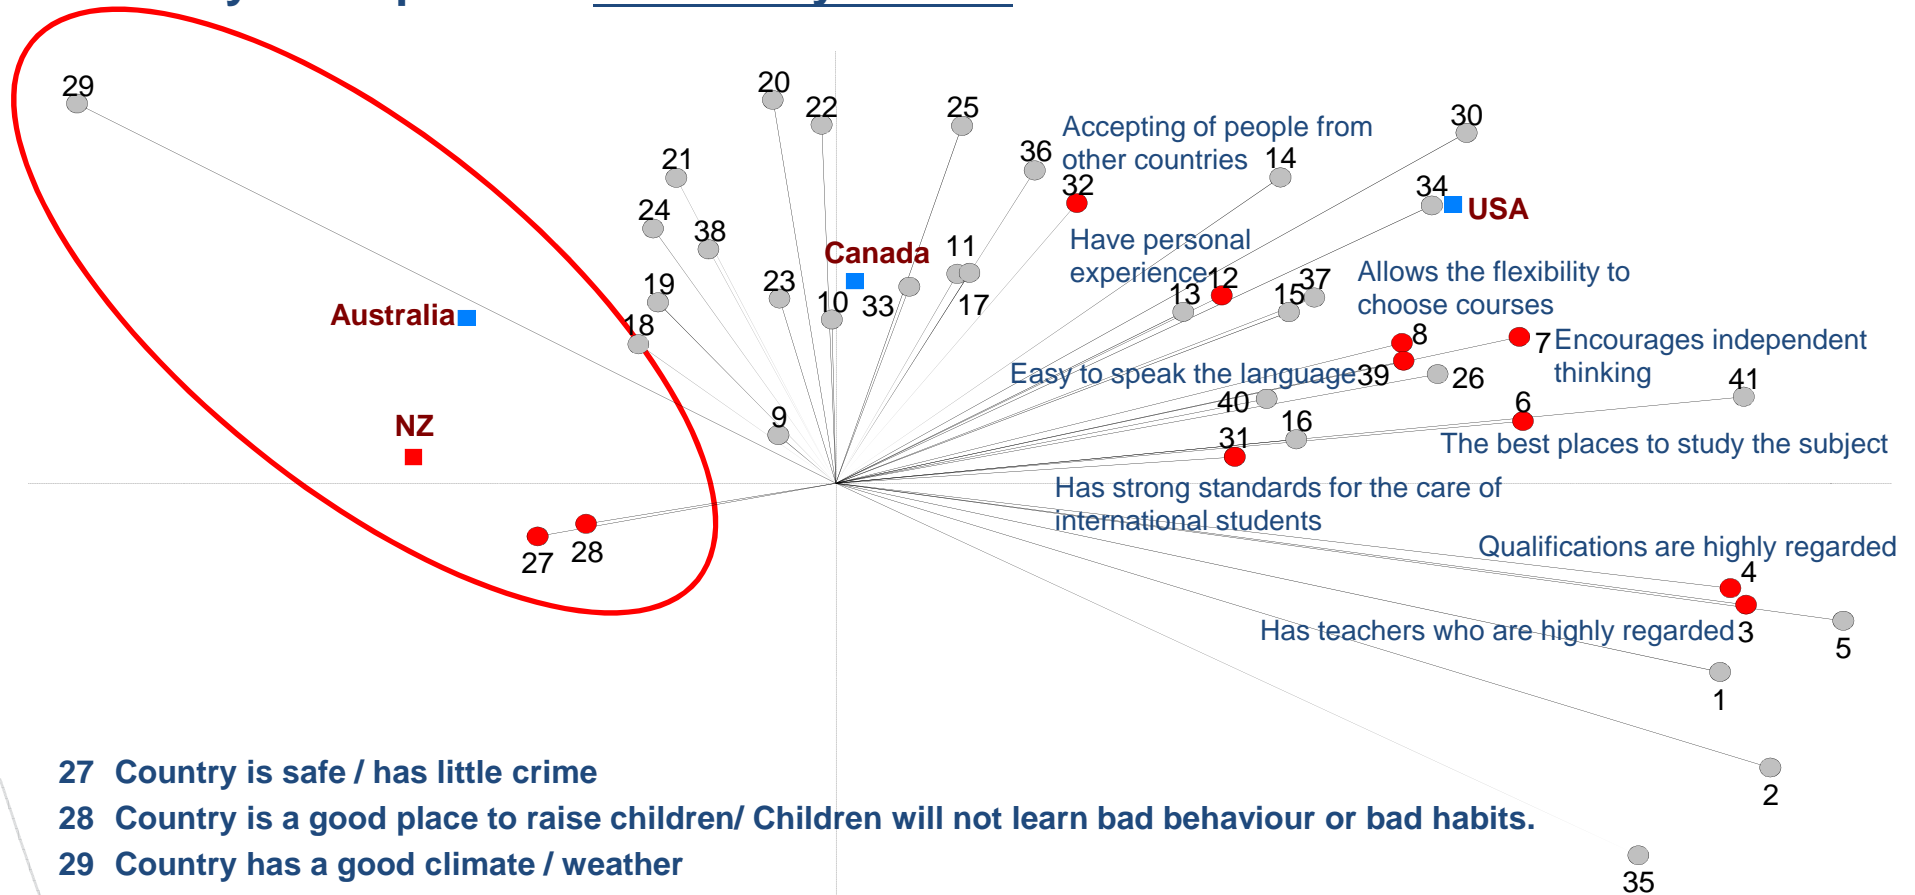 29
20
22
25
30
Accepting of people from
other countries
36
14
21
32
34
USA
24
38
Have personal
experience
Canada
11
12
37
Allows the flexibility to
choose courses
19
23
10
33
17
13
15
Australia
18
8
7
Encourages independent
thinking
Easy to speak the language
39
26
41
40
6
9
16
NZ
31
The best places to study the subject
Has strong standards for the care of
international students
27
28
Qualifications are highly regarded
4
Has teachers who are highly regarded
3
5
1
2
35
27 Country is safe / has little crime
28 Country is a good place to raise children/ Children will not learn bad behaviour or bad habits.
29 Country has a good climate / weather